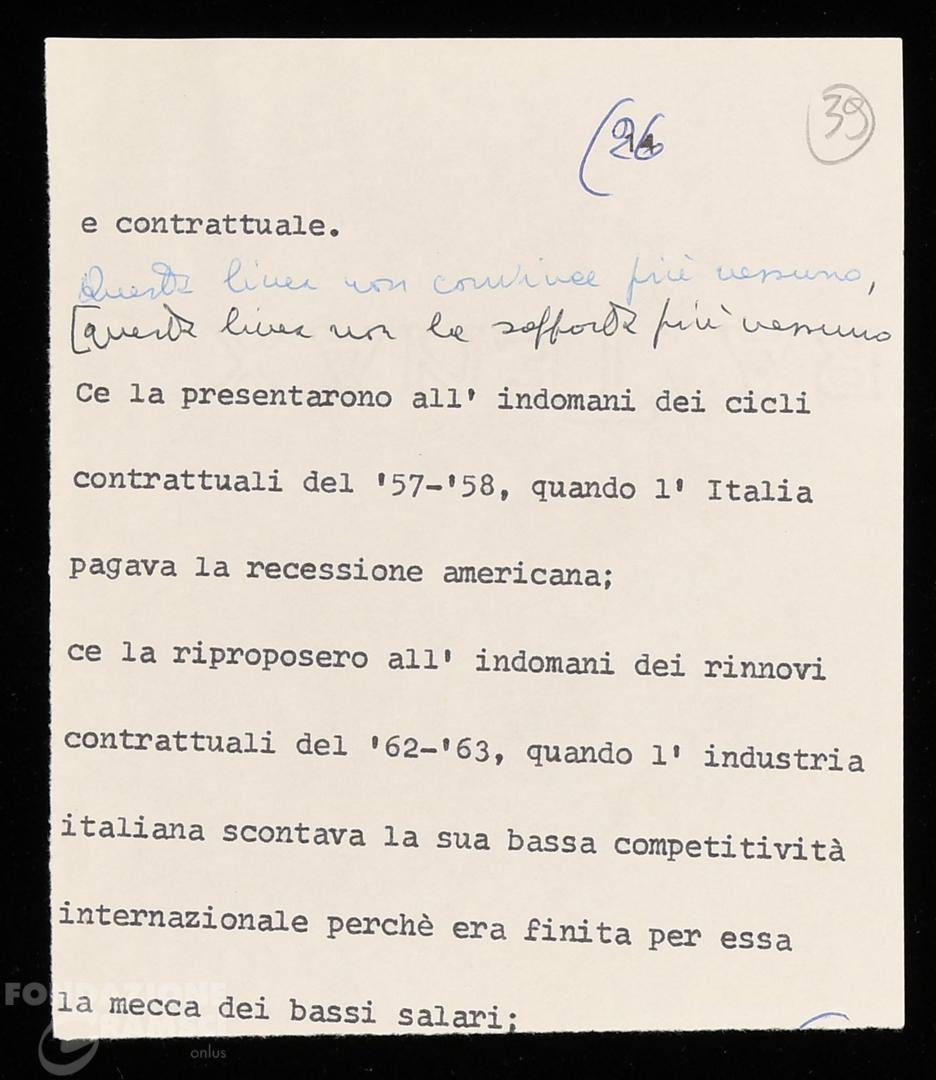 (26
39
e contrattuale.
Questa linea non convince più nessuno,
[questa linea non la sopporta più nessuno
Ce la presentarono all' indomani dei cicli
contrattuali del '57-'58, quando l' Italia
pagava la recessione americana;
ce la riproposero all' indomani dei rinnovi
contrattuali del '62-'63, quando l' industria
italiana scontava la sua bassa competitività
internazionale perchè era finita per essa
la mecca dei bassi salari;
FONDAZIONE
GRAMSCI
onlus